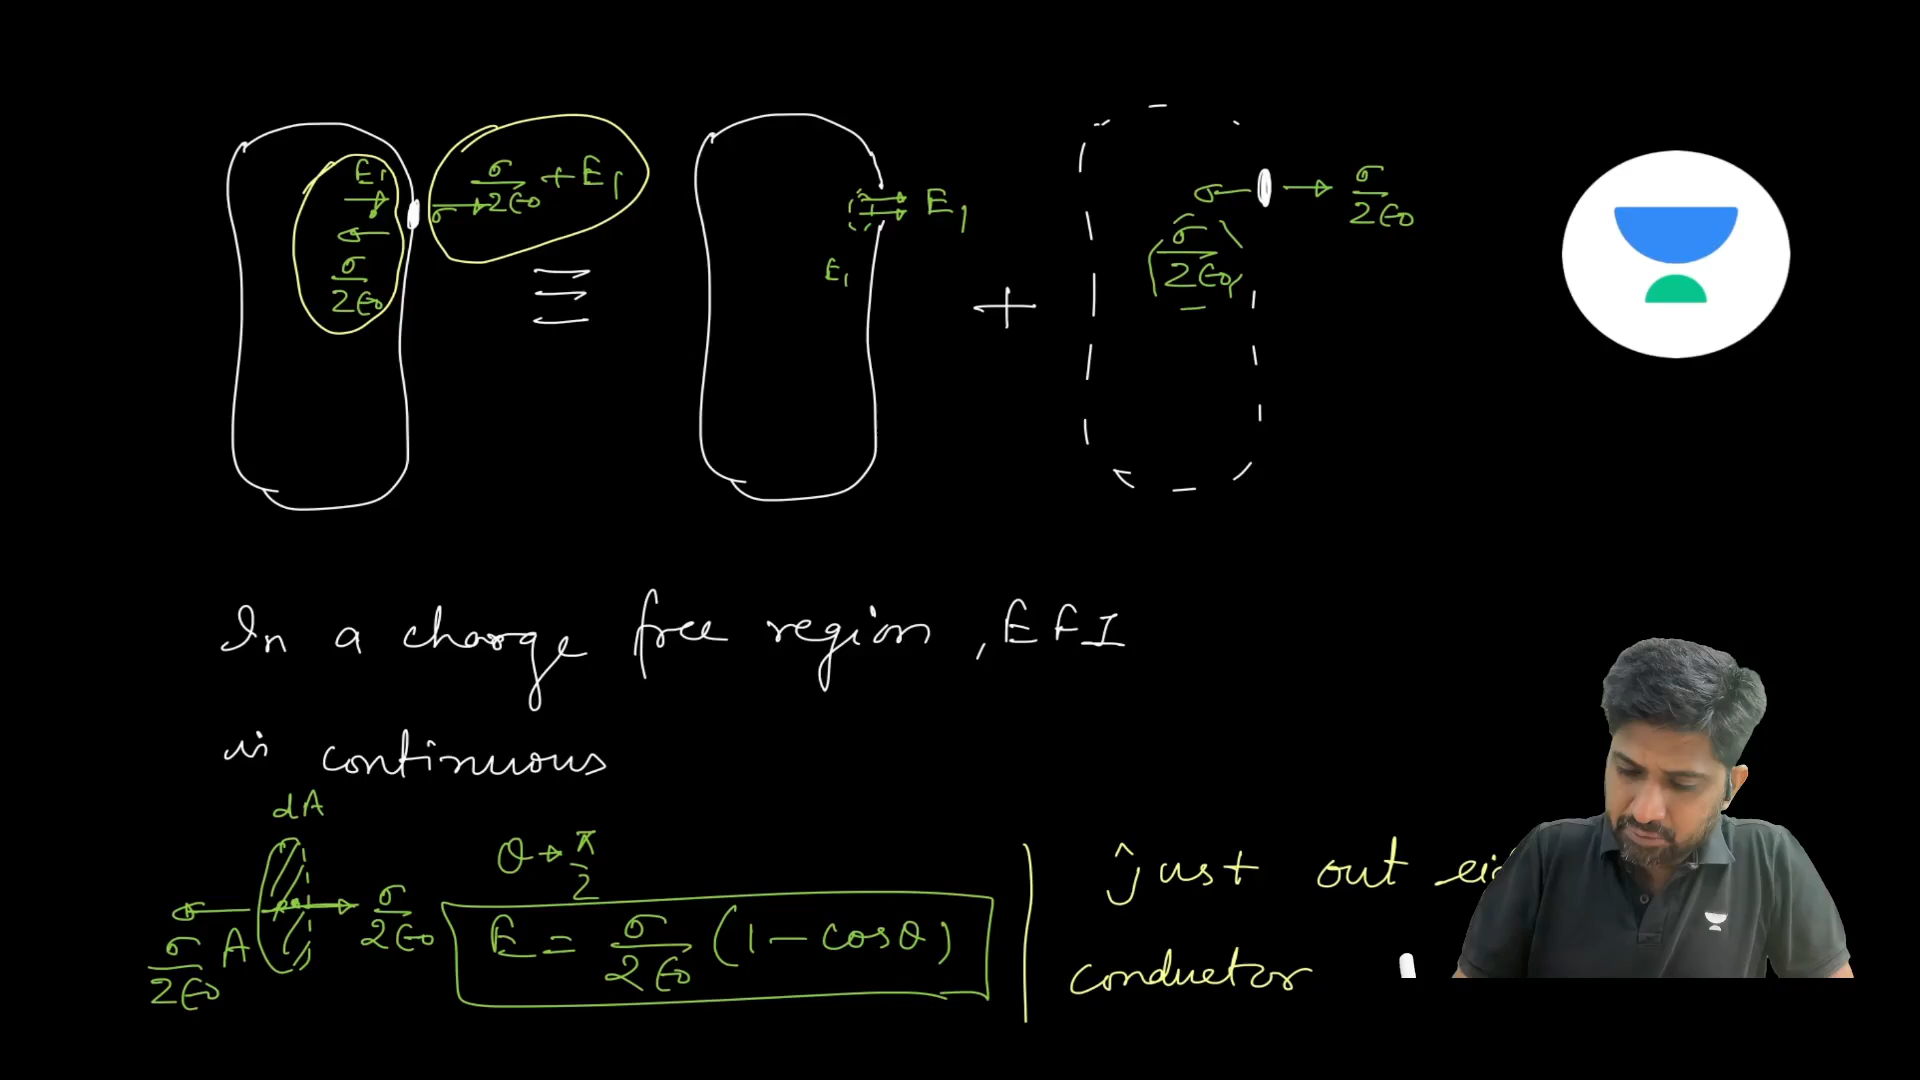 E₁
σ/2ε₀
σ/2ε₀ + E₁
σ
≡
E₁
E₁
+
σ
σ/2ε₀
σ/2ε₀
In a charge free region, EFI
is continuous
dA
σ/2ε₀ A σ/2ε₀
θ → π/2
E = σ/2ε₀ (1 - cosθ)
just out
conductor